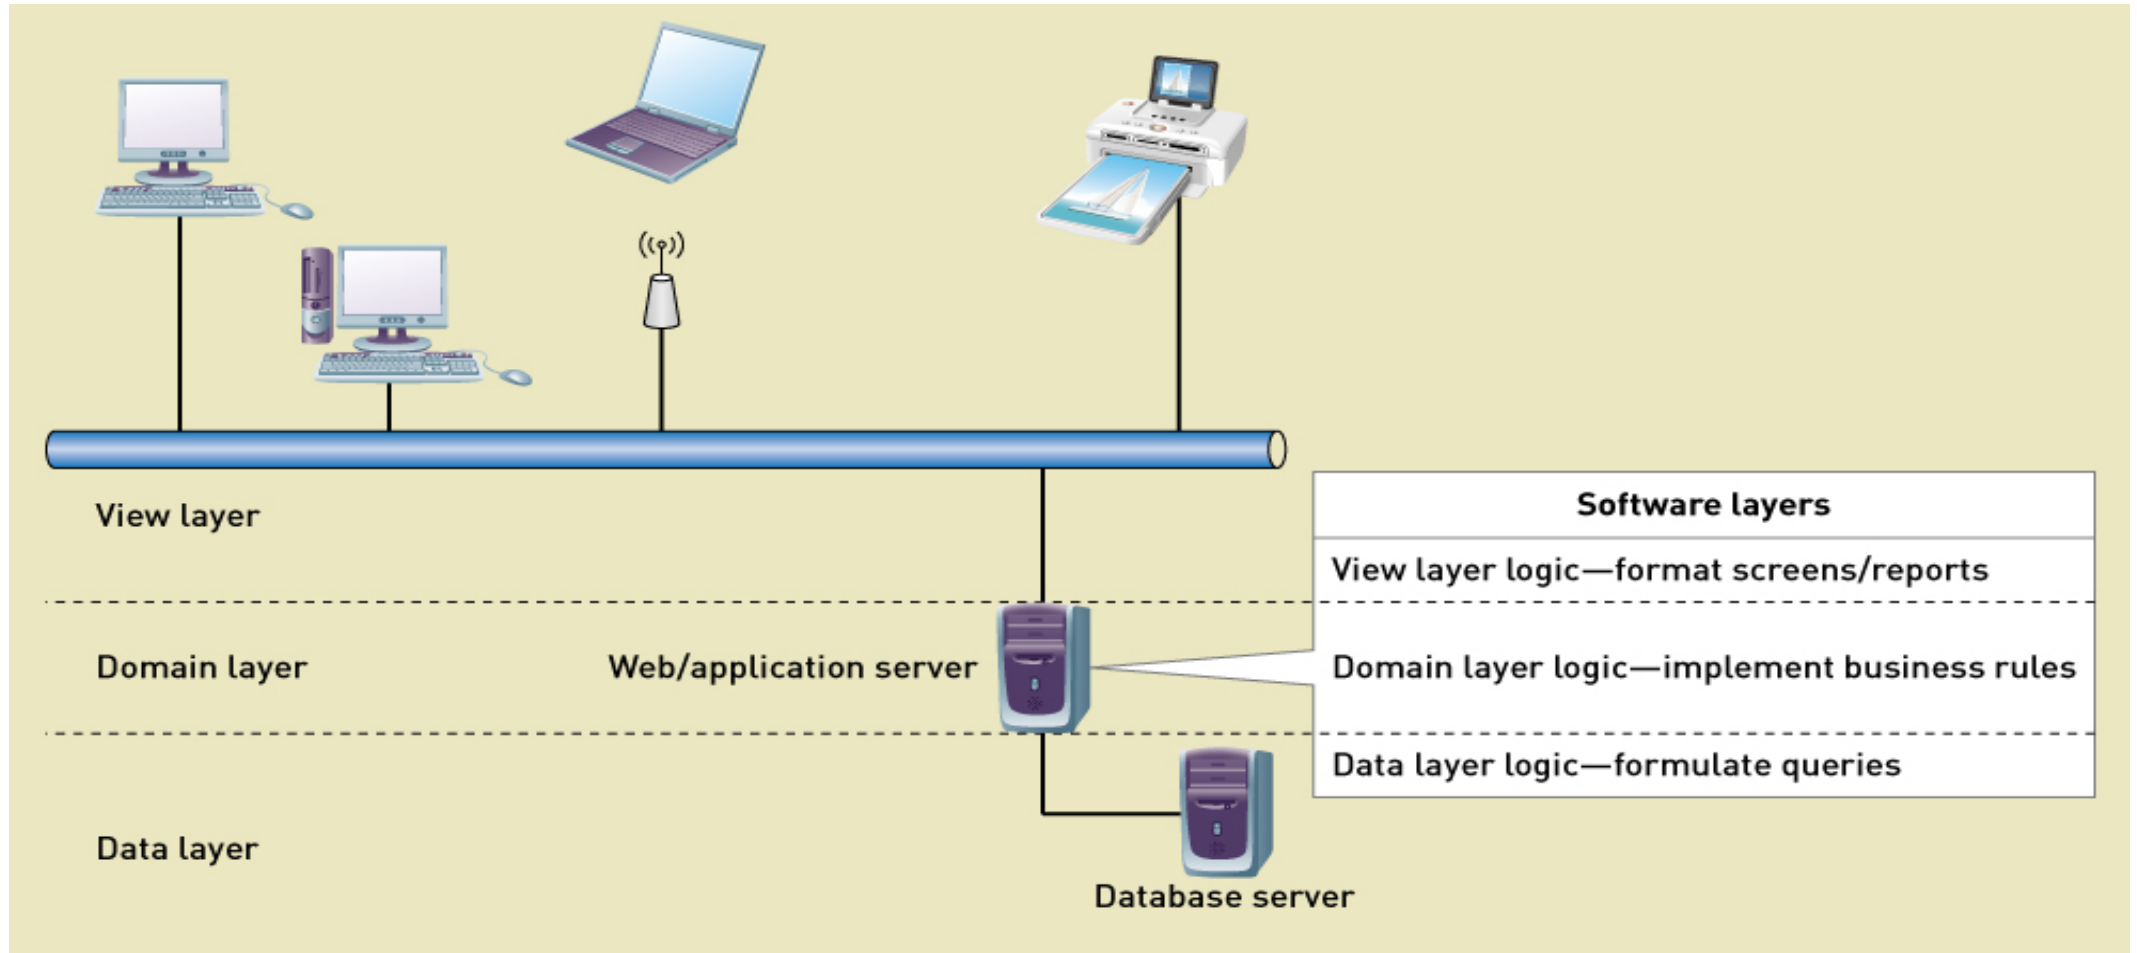 View layer
Software layers
View layer logic—format screens/reports
Domain layer
Web/application server
Domain layer logic—implement business rules
Data layer logic—formulate queries
Data layer
Database server